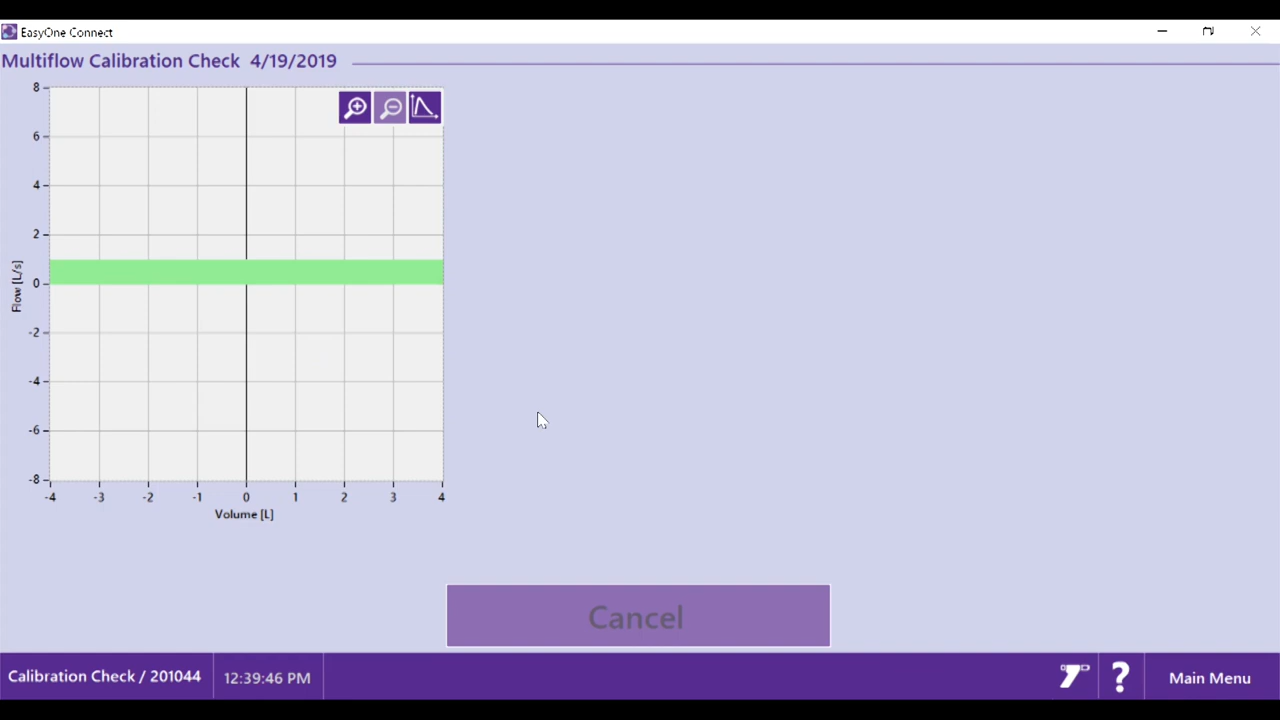 EasyOne Connect
Multiflow Calibration Check 4/19/2019
8
6
4
2
0
-2
-4
-6
-8
Flow [L/s]
-4 -3 -2 -1 0 1 2 3 4
Volume [L]
Cancel
Calibration Check / 201044
12:39:46 PM
?
Main Menu